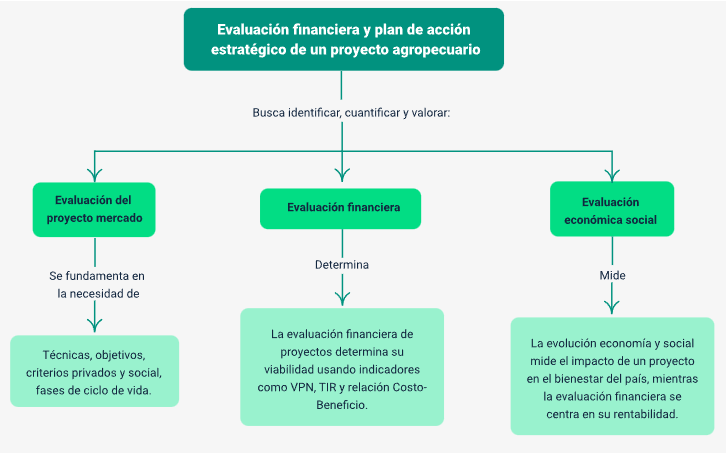 Evaluación financiera y plan de acción
estratégico de un proyecto agropecuario
Busca identificar, cuantificar y valorar:
Evaluación del
proyecto mercado
Se fundamenta en
la necesidad de
Técnicas, objetivos,
criterios privados y social,
fases de ciclo de vida.
Evaluación financiera
Determina
La evaluación financiera de
proyectos determina su
viabilidad usando indicadores
como VPN, TIR y relación Costo-
Beneficio.
Evaluación
económica social
Mide
La evolución economía y social
mide el impacto de un proyecto
en el bienestar del país, mientras
la evaluación financiera se
centra en su rentabilidad.